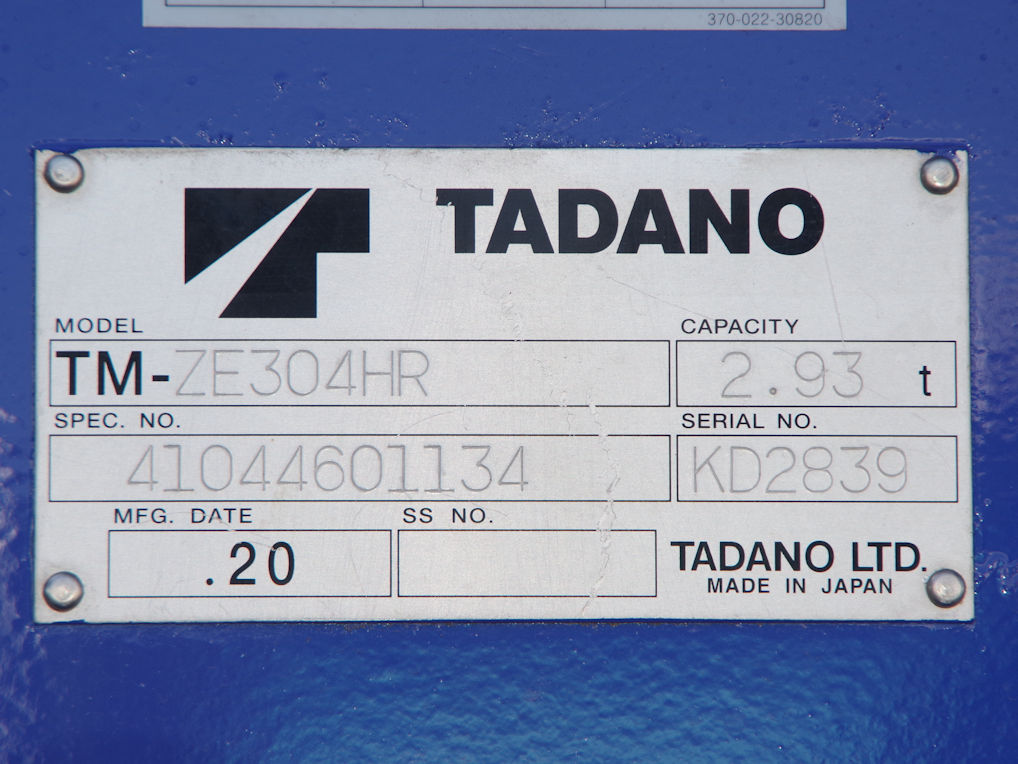 370-022-30820
TADANO
MODEL CAPACITY
TM-ZE304HR 2.93 t
SPEC. NO. SERIAL NO.
41044601134 KD2839
MFG. DATE SS NO.
.20
TADANO LTD.
MADE IN JAPAN